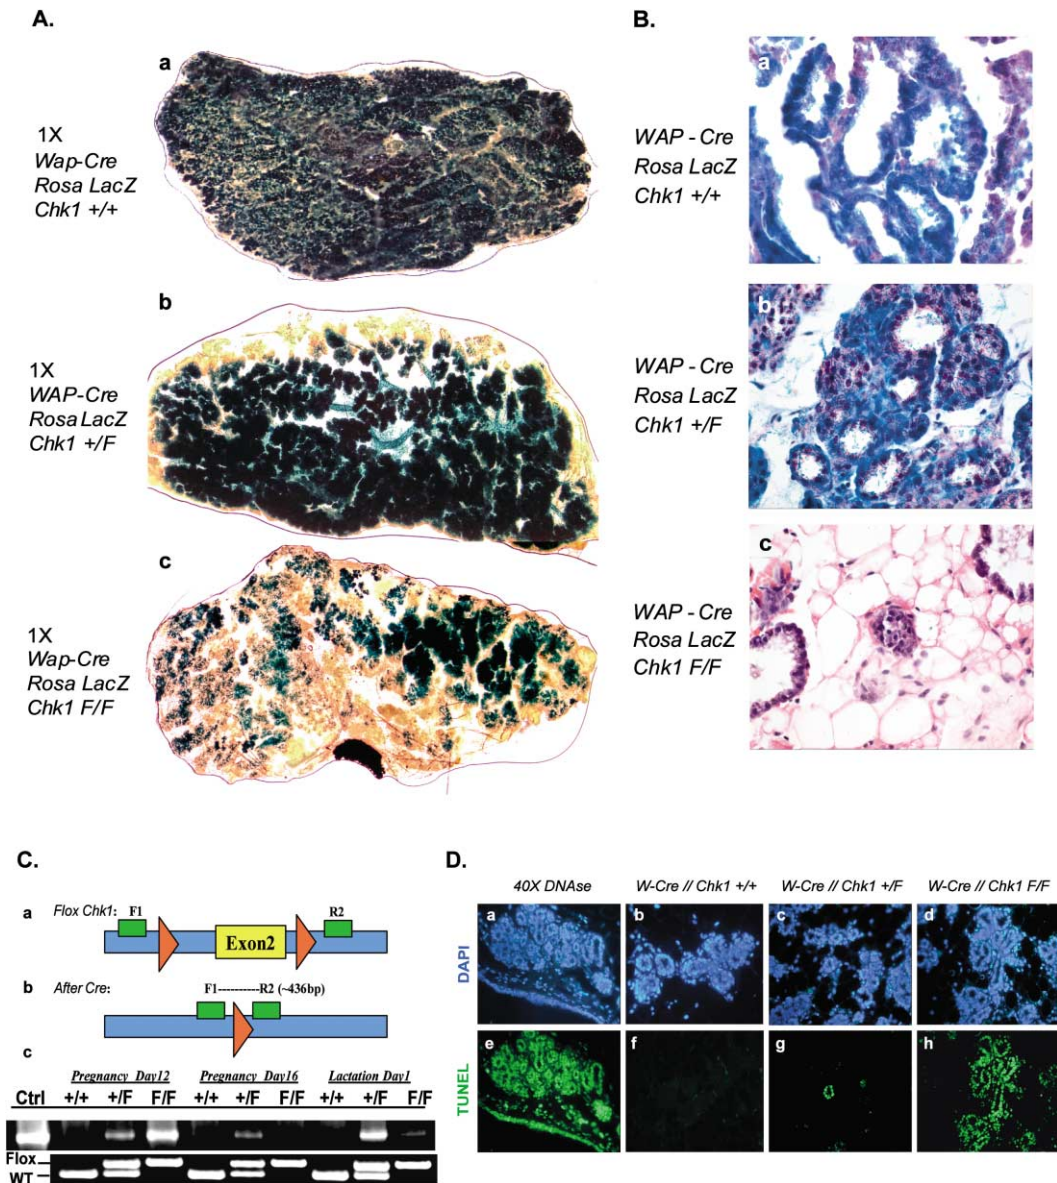 A.
a
1X
Wap-Cre
Rosa LacZ
Chk1 +/+
b
1X
WAP-Cre
Rosa LacZ
Chk1 +/F
c
1X
Wap-Cre
Rosa LacZ
Chk1 F/F
B.
a
WAP - Cre
Rosa LacZ
Chk1 +/+
b
WAP - Cre
Rosa LacZ
Chk1 +/F
c
WAP - Cre
Rosa LacZ
Chk1 F/F
C.
a
Flox Chk1:
F1
R2
Exon2
b
After Cre:
F1----------R2 (~436bp)
c
Pregnancy Day12
Pregnancy Day16
Lactation Day1
Ctrl
+/+ +/F F/F
+/+ +/F F/F
+/+ +/F F/F
Flox
WT
D.
40X DNAse
W-Cre // Chk1 +/+
W-Cre // Chk1 +/F
W-Cre // Chk1 F/F
DAPI
a b c d
TUNEL
e f g h